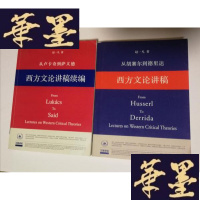 从卢卡奇到萨义德
西方文论讲稿续编
From
Lukács
to
Said
Lectures on Western Critical Theories
从胡塞尔到德里达
西方文论讲稿
From
Husserl
to
Derrida
Lectures on Western Critical Theories
华墨
华墨